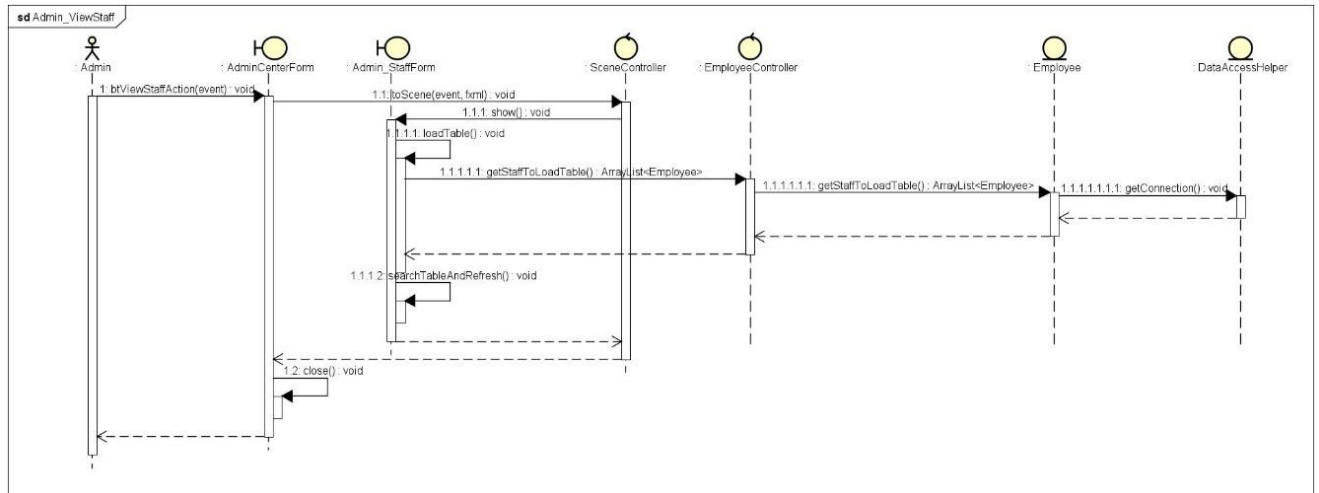 sd Admin_ViewStaff
: Admin
: AdminCenterForm
: Admin_StaffForm
: SceneController
: EmployeeController
: Employee
: DataAccessHelper
1: btViewStaffAction(event) : void
1.1: toScene(event, fxml) : void
1.1.1: show() : void
1.1.1.1: loadTable() : void
1.1.1.1.1: getStaffToLoadTable() : ArrayList<Employee>
1.1.1.1.1.1: getStaffToLoadTable() : ArrayList<Employee>
1.1.1.1.1.1.1: getConnection() : void
1.1.1.2: searchTableAndRefresh() : void
1.2: close() : void